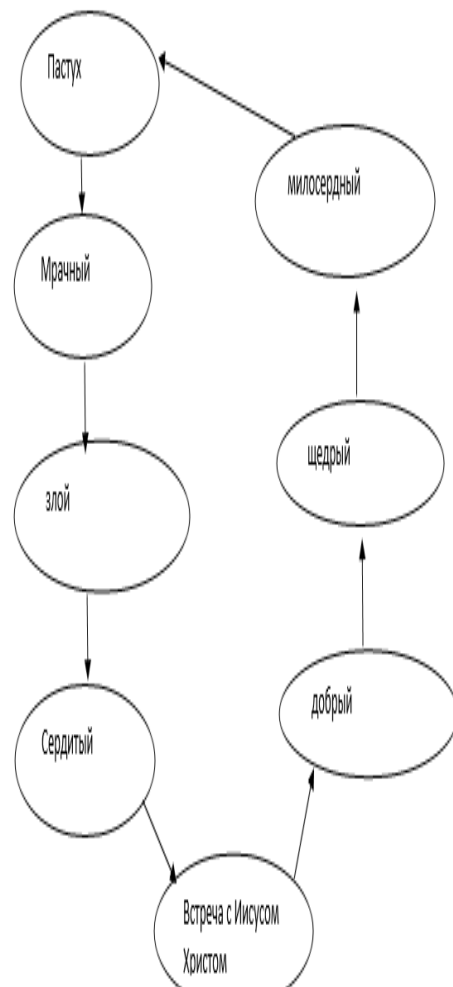 Пастух
милосердный
Мрачный
щедрый
злой
добрый
Сердитый
Встреча с Иисусом
Христом